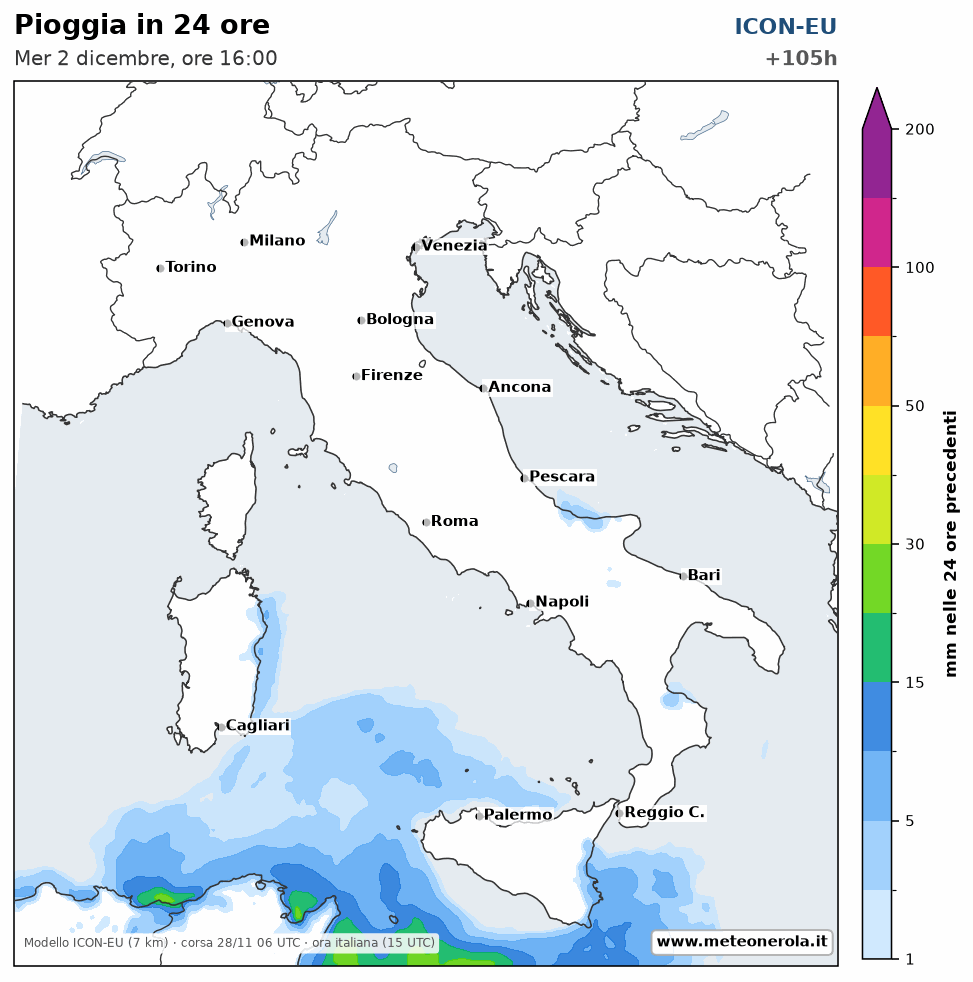 Pioggia in 24 ore
ICON-EU
Mer 2 dicembre, ore 16:00
+105h
Milano
Venezia
Torino
Genova
Bologna
Firenze
Ancona
Pescara
Roma
Bari
Napoli
Cagliari
Palermo
Reggio C.
Modello ICON-EU (7 km) · corsa 28/11 06 UTC · ora italiana (15 UTC)
www.meteonerola.it
200
100
50
30
15
5
1
mm nelle 24 ore precedenti